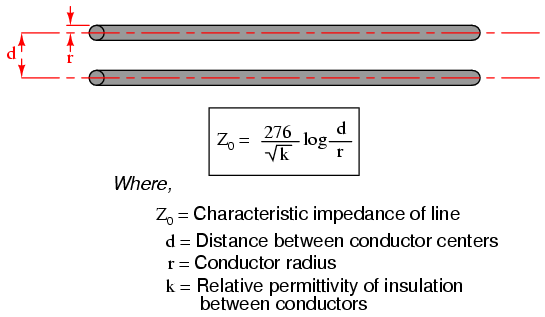 d
r
Z₀ = 276/√k log d/r
Where,
Z₀ = Characteristic impedance of line
d = Distance between conductor centers
r = Conductor radius
k = Relative permittivity of insulation
between conductors